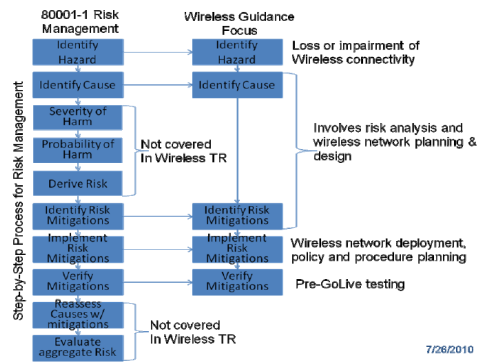 80001-1 Risk
Management
Wireless Guidance
Focus
Identify
Hazard
Identify
Hazard
Loss or impairment of
Wireless connectivity
Identify Cause
Identify Cause
Severity of
Harm
Probability of
Harm
Derive Risk
Not covered
In Wireless TR
Involves risk analysis and
wireless network planning &
design
Identify Risk
Mitigations
Identify Risk
Mitigations
Implement
Risk
Mitigations
Implement
Risk
Mitigations
Wireless network deployment,
policy and procedure planning
Verify
Mitigations
Verify
Mitigations
Pre-GoLive testing
Reassess
Causes w/
mitigations
Evaluate
aggregate Risk
Not covered
In Wireless TR
Step-by-Step Process for Risk Management
7/26/2010